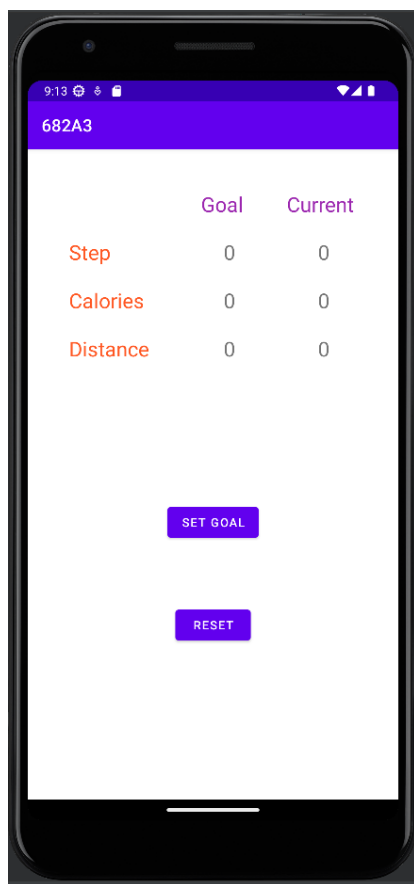 9:13
682A3
Goal Current
Step 0 0
Calories 0 0
Distance 0 0
SET GOAL
RESET